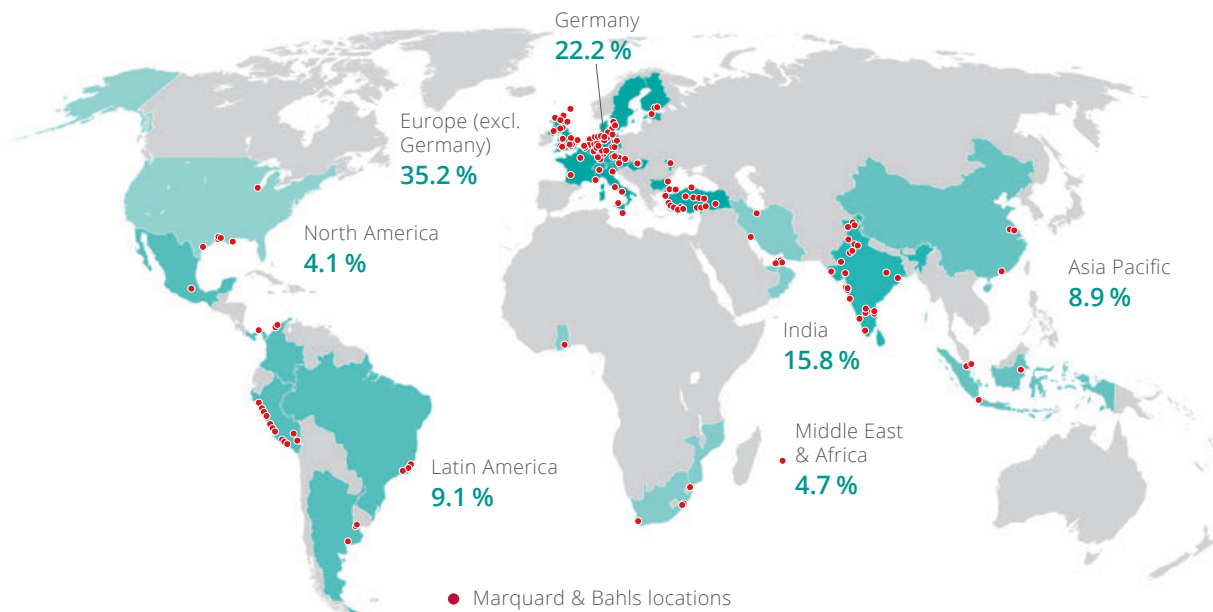 Germany
22.2 %
Europe (excl.
Germany)
35.2 %
North America
4.1 %
Asia Pacific
8.9 %
India
15.8 %
Middle East
& Africa
4.7 %
Latin America
9.1 %
Marquard & Bahls locations